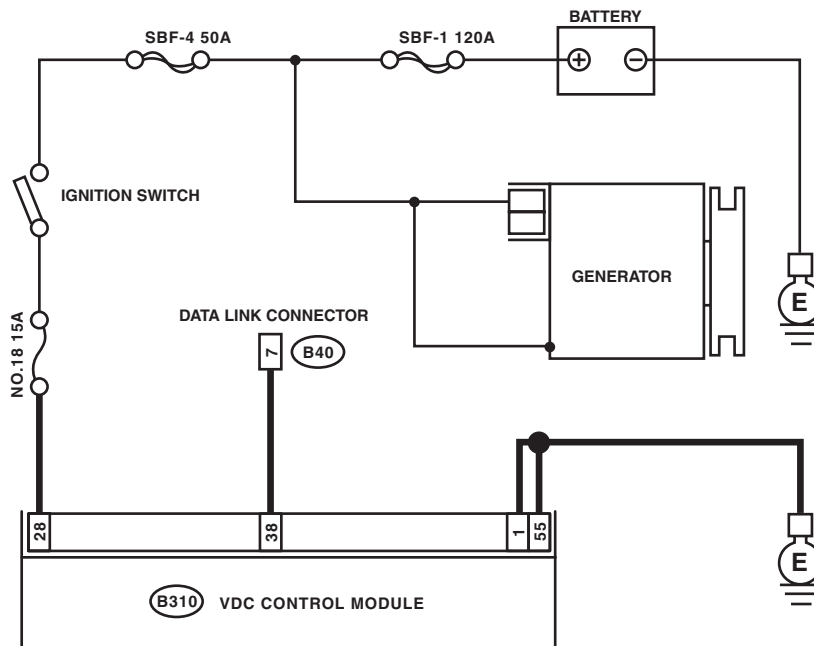 BATTERY
SBF-4 50A
SBF-1 120A
+
−
IGNITION SWITCH
GENERATOR
E
DATA LINK CONNECTOR
NO.18 15A
7
B40
28
38
1
55
E
B310
VDC CONTROL MODULE